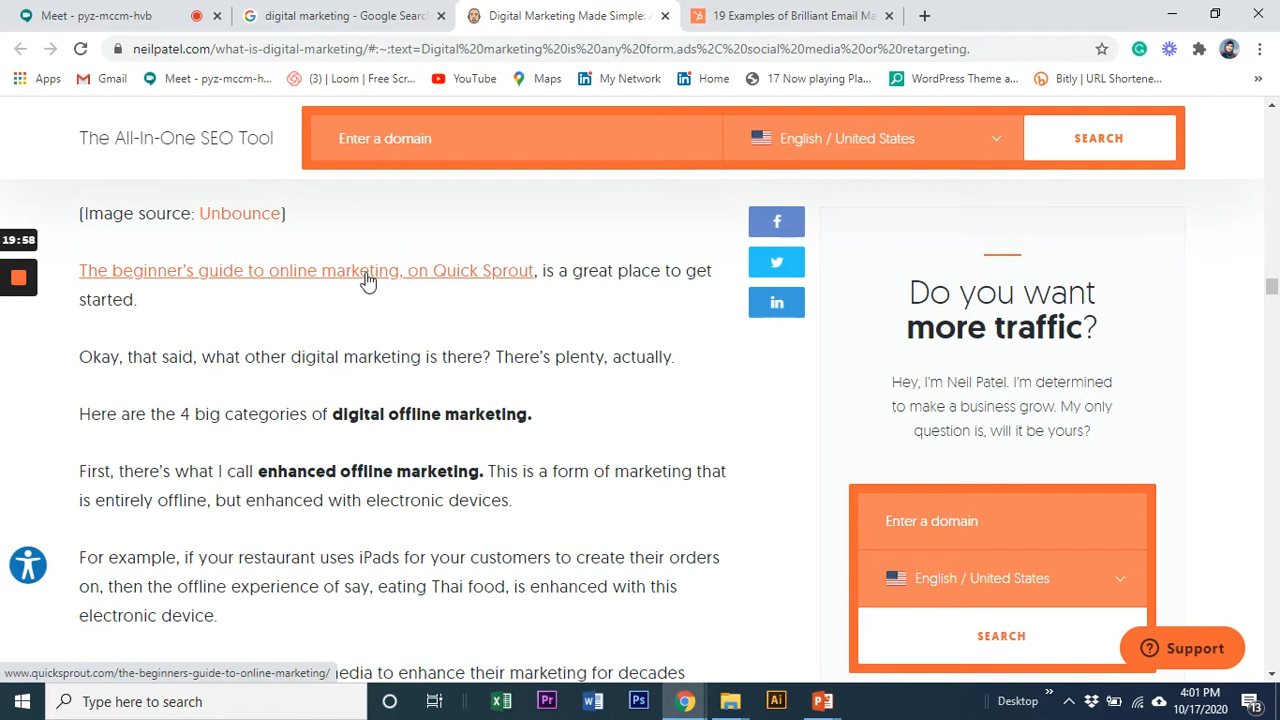 Meet - pyz-mccm-hvb
digital marketing - Google Searc
Digital Marketing Made Simple: A
19 Examples of Brilliant Email Ma
neilpatel.com/what-is-digital-marketing/#:~:text=Digital%20marketing%20is%20any%20form,ads%2C%20social%20media%20or%20retargeting.
Apps
Gmail
Meet - pyz-mccm-h...
(3) | Loom | Free Scr...
YouTube
Maps
My Network
Home
17 Now playing Pla...
WordPress Theme a...
Bitly | URL Shortene...
The All-In-One SEO Tool
Enter a domain
English / United States
SEARCH
(Image source: Unbounce)
19:58
The beginner's guide to online marketing, on Quick Sprout, is a great place to get
started.
Okay, that said, what other digital marketing is there? There's plenty, actually.
Here are the 4 big categories of digital offline marketing.
First, there's what I call enhanced offline marketing. This is a form of marketing that
is entirely offline, but enhanced with electronic devices.
For example, if your restaurant uses iPads for your customers to create their orders
on, then the offline experience of say, eating Thai food, is enhanced with this
electronic device.
media to enhance their marketing for decades
www.quicksprout.com/the-beginners-guide-to-online-marketing/
Do you want
more traffic?
Hey, I'm Neil Patel. I'm determined
to make a business grow. My only
question is, will it be yours?
Enter a domain
English / United States
SEARCH
Support
Type here to search
Desktop
4:01 PM
10/17/2020
13